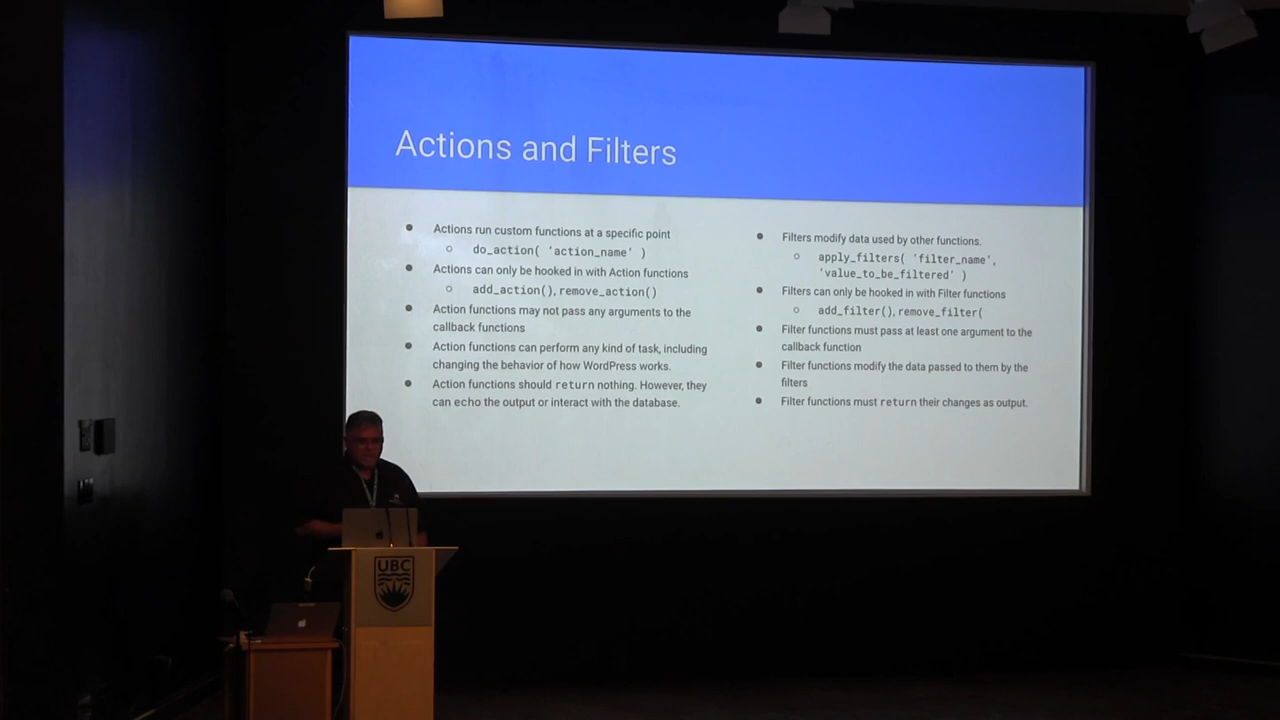 Actions and Filters
Actions run custom functions at a specific point
do_action( 'action_name' )
Actions can only be hooked in with Action functions
add_action(), remove_action()
Action functions may not pass any arguments to the
callback functions
Action functions can perform any kind of task, including
changing the behavior of how WordPress works.
Action functions should return nothing. However, they
can echo the output or interact with the database.
Filters modify data used by other functions.
apply_filters( 'filter_name',
'value_to_be_filtered' )
Filters can only be hooked in with Filter functions
add_filter(), remove_filter(
Filter functions must pass at least one argument to the
callback function
Filter functions modify the data passed to them by the
filters
Filter functions must return their changes as output.
UBC